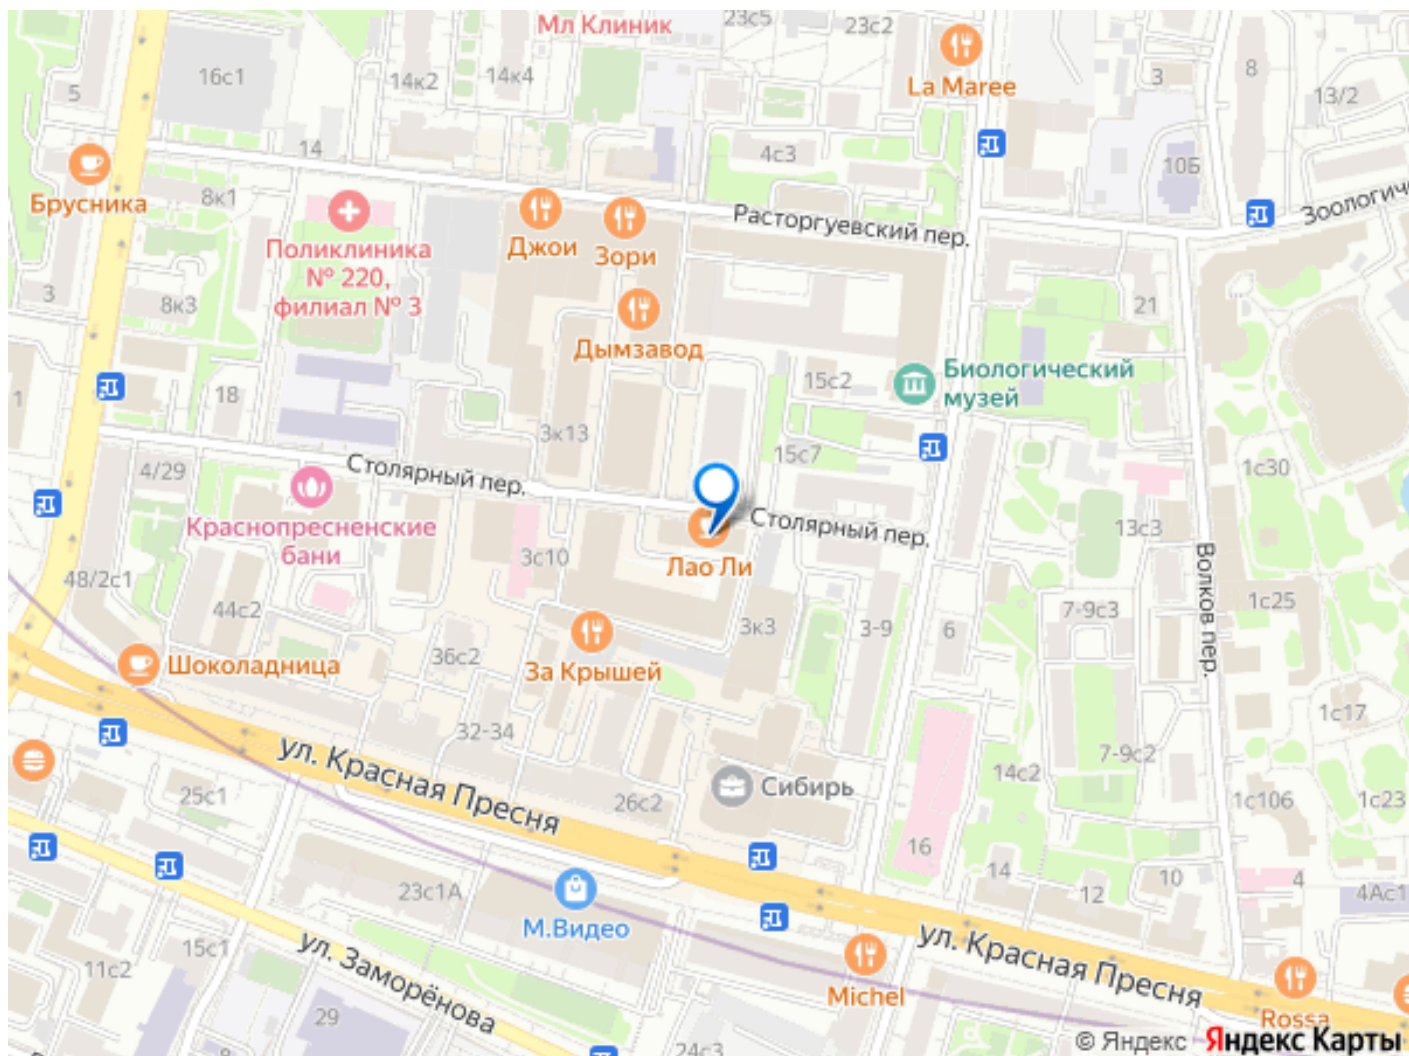 23с5
Мл Клиник
23с2
La Maree
16с1
14к2
14к4
5
3
8
13/2
14
4с3
10Б
Брусника
8к1
Поликлиника
№ 220,
филиал № 3
Джои
Зори
Расторгуевский пер.
3
8к3
Дымзавод
21
1
18
15с2
Биологический
музей
3к13
4/29
Столярный пер.
15с7
1с30
Краснопресненские
бани
Столярный пер.
13с3
Лао Ли
3с10
48/2с1
44с2
Волков пер.
7-9с3
1с25
3к3
3-9
6
Шоколадница
36с2
За Крышей
1с17
32-34
7-9с2
ул. Красная Пресня
14с2
Сибирь
25с1
26с2
1с106
1с23
16
14
12
10
4
4Ас1
23с1А
М.Видео
15с1
11с2
ул. Заморёнова
ул. Красная Пресня
Michel
29
Rossa
24с3
© Яндекс Яндекс Карты